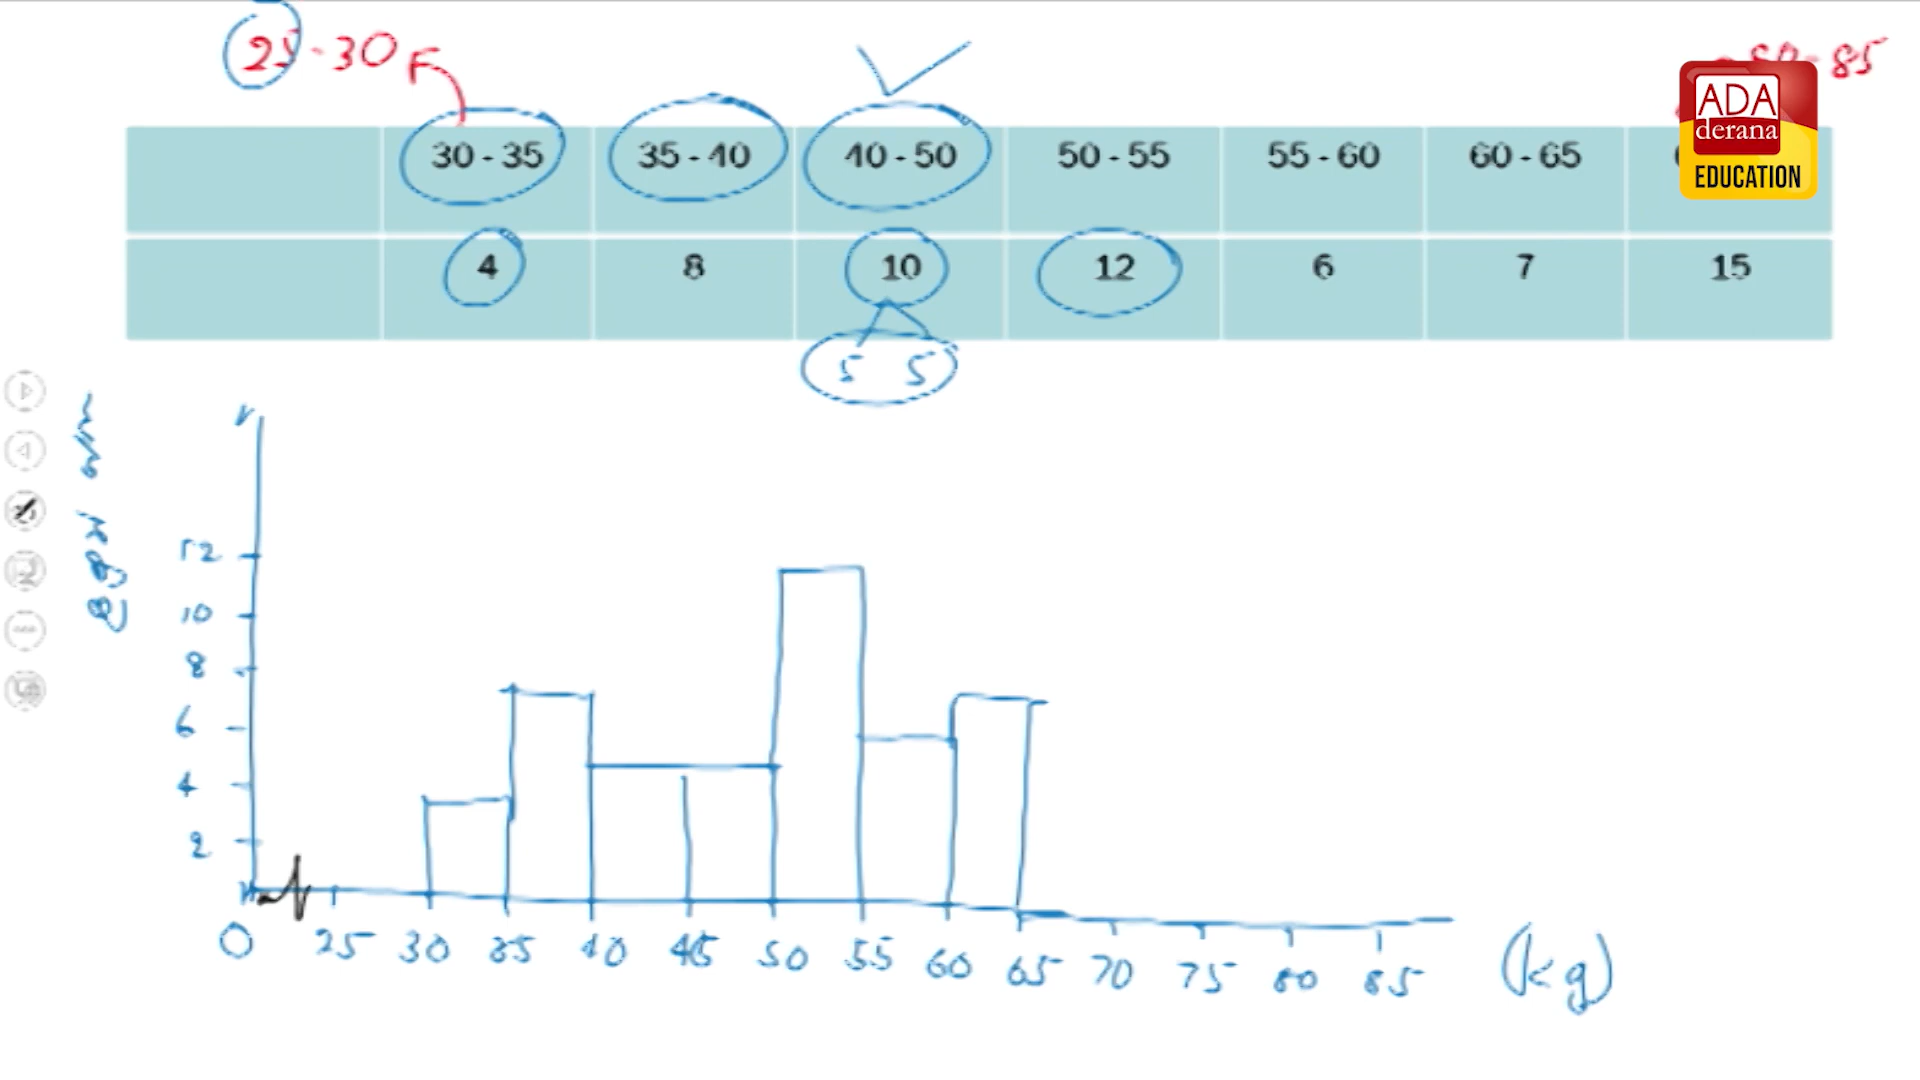 25-30 F
80-85
ADA
derana
EDUCATION
30 - 35 35 - 40 40 - 50 50 - 55 55 - 60 60 - 65
4 8 10 12 6 7 15
5 5
12
10
8
6
4
2
0 25 30 35 40 45 50 55 60 65 70 75 80 85 (kg)